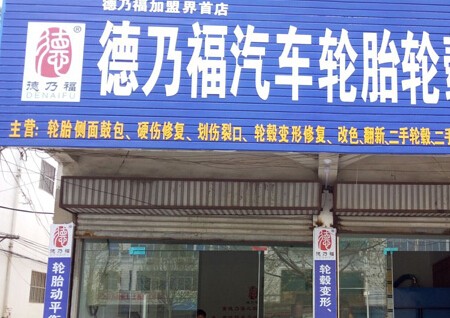 德乃福加盟界首店
德®
德乃福
DENAIFU
德乃福汽车轮胎轮
主营:轮胎侧面鼓包、硬伤修复、划伤裂口、轮毂变形修复、改色、翻新、二手轮毂、二手
德
德乃福
轮胎动平衡
德
德乃福
轮毂变形、